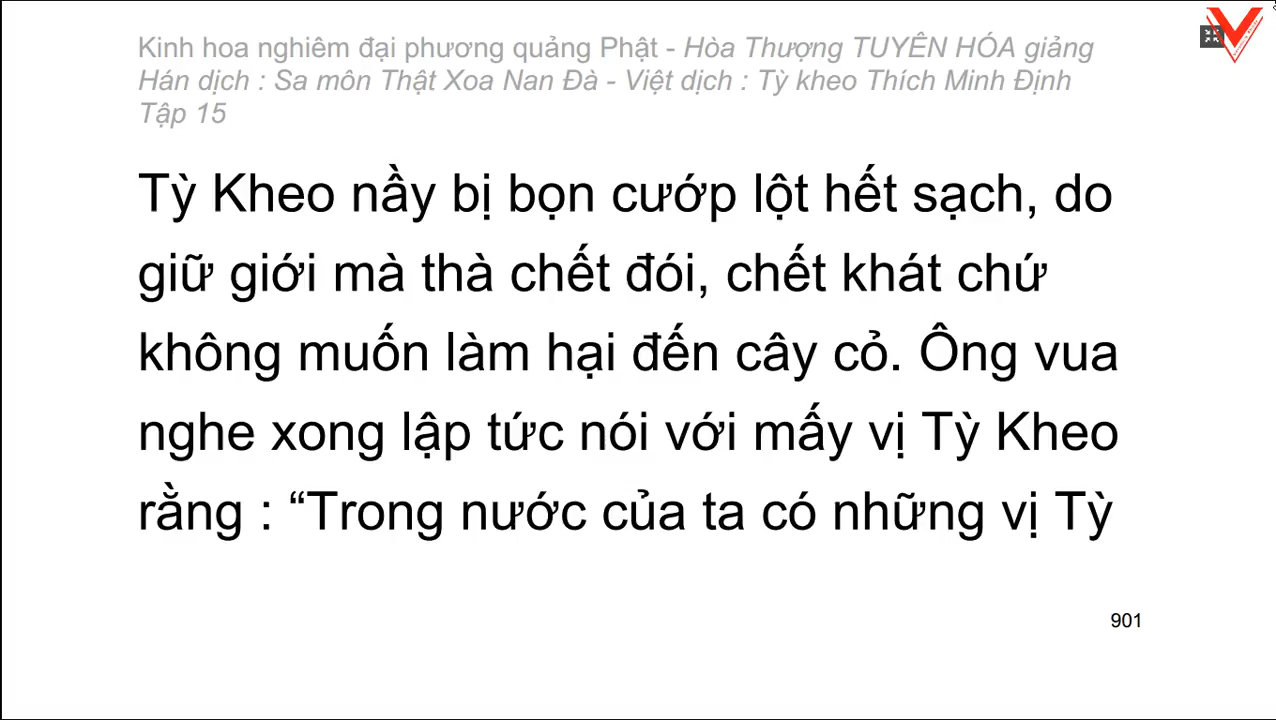 Kinh hoa nghiêm đại phương quảng Phật - Hòa Thượng TUYÊN HÓA giảng
Hán dịch : Sa môn Thật Xoa Nan Đà - Việt dịch : Tỳ kheo Thích Minh Định
Tập 15
Tỳ Kheo nầy bị bọn cướp lột hết sạch, do
giữ giới mà thà chết đói, chết khát chứ
không muốn làm hại đến cây cỏ. Ông vua
nghe xong lập tức nói với mấy vị Tỳ Kheo
rằng : “Trong nước của ta có những vị Tỳ
901